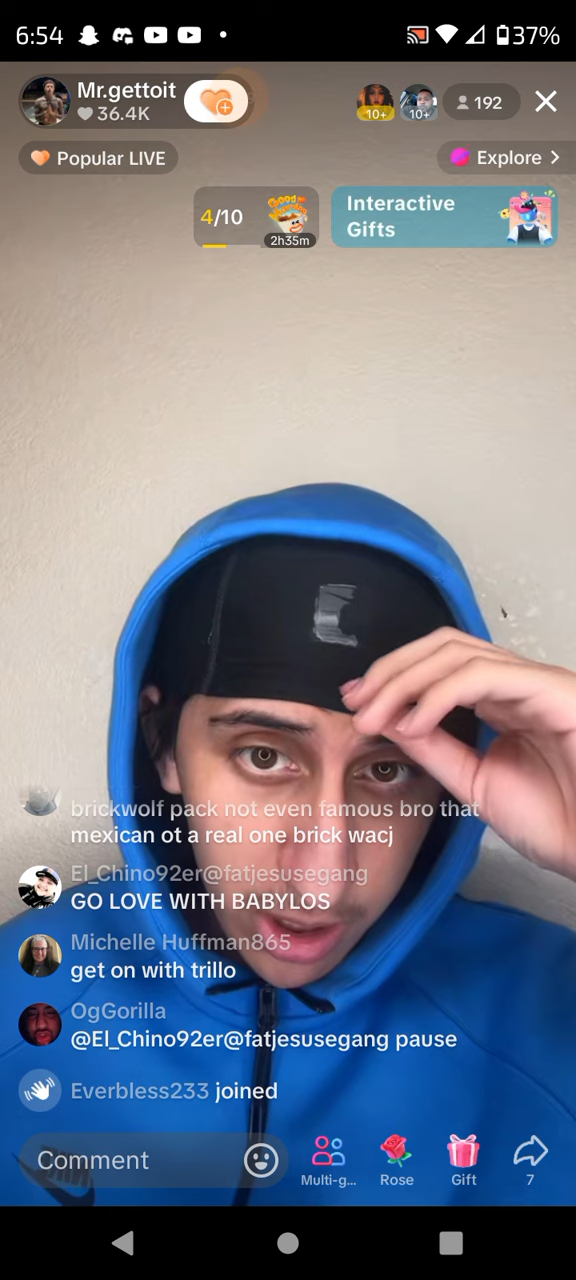 6:54
37%
Mr.gettoit
36.4K
10+
10+
192
Popular LIVE
Explore >
4/10
2h35m
Interactive
Gifts
brickwolf pack not even famous bro that
mexican ot a real one brick wacj
El_Chino92er@fatjesusegang
GO LOVE WITH BABYLOS
Michelle Huffman865
get on with trillo
OgGorilla
@El_Chino92er@fatjesusegang pause
Everbless233 joined
Comment
Multi-g...
Rose
Gift
7